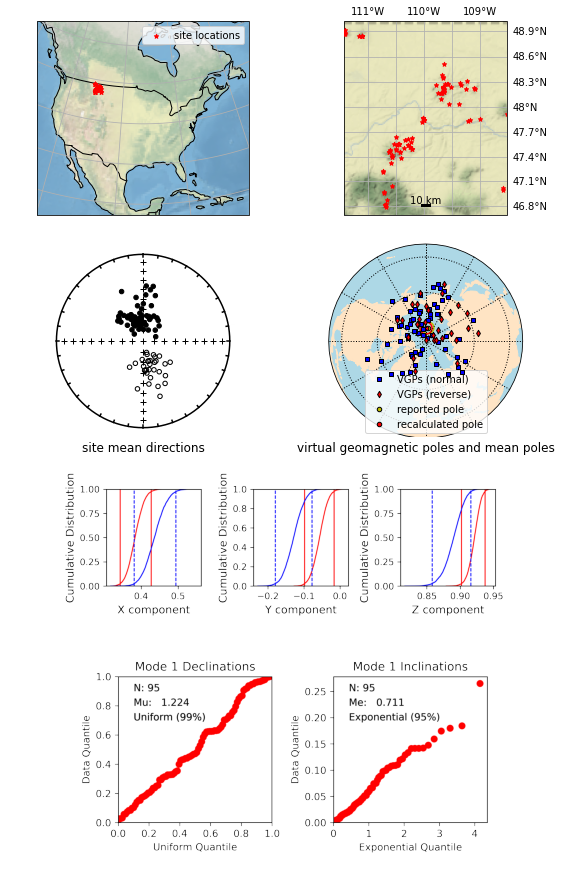 111°W 110°W 109°W
site locations
48.9°N
48.6°N
48.3°N
48°N
47.7°N
47.4°N
47.1°N
46.8°N
10 km
VGPs (normal)
VGPs (reverse)
reported pole
recalculated pole
site mean directions
virtual geomagnetic poles and mean poles
Cumulative Distribution
1.00
0.75
0.50
0.25
0.00
0.4 0.5
X component
Cumulative Distribution
1.0
0.8
0.6
0.4
0.2
0.0
−0.2 −0.1 0.0
Y component
Cumulative Distribution
1.00
0.75
0.50
0.25
0.00
0.85 0.90 0.95
Z component
Mode 1 Declinations
N: 95
Mu: 1.224
Uniform (99%)
Data Quantile
1.0
0.8
0.6
0.4
0.2
0.0
0.0 0.2 0.4 0.6 0.8 1.0
Uniform Quantile
Mode 1 Inclinations
N: 95
Me: 0.711
Exponential (95%)
Data Quantile
0.25
0.20
0.15
0.10
0.05
0.00
0 1 2 3 4
Exponential Quantile